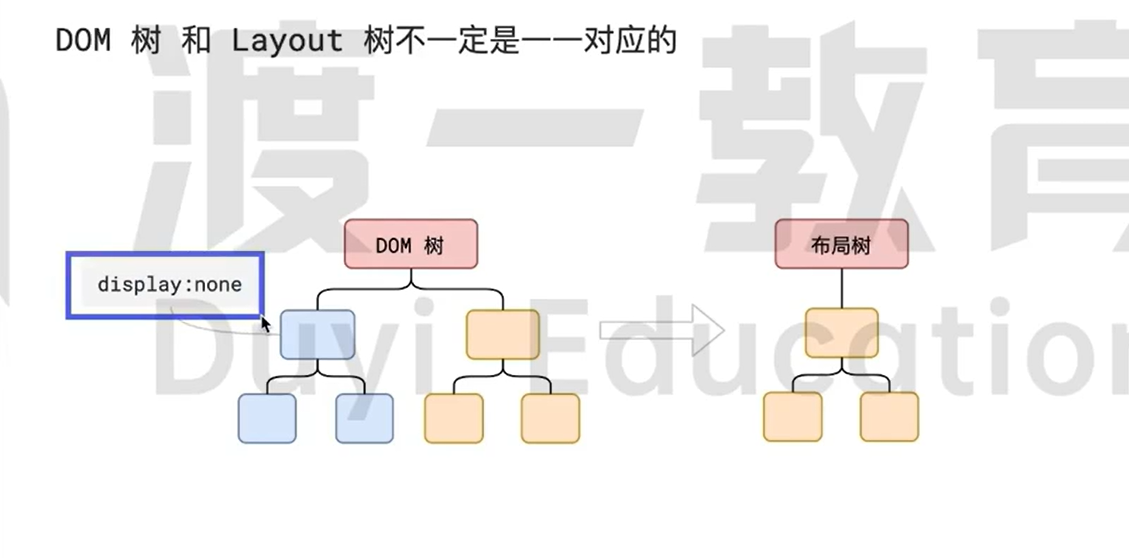 DOM 树 和 Layout 树不一定是一一对应的
渡一教育
DOM 树
布局树
display:none
Duyi Education